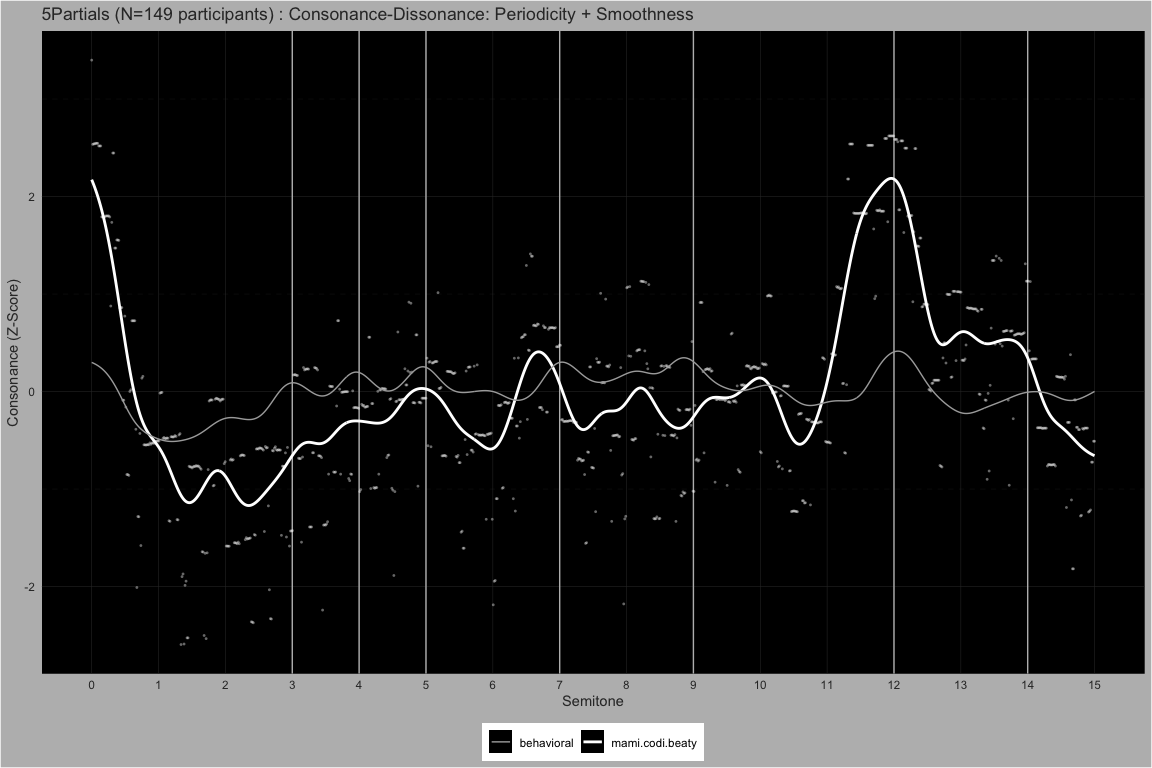 5Partials (N=149 participants) : Consonance-Dissonance: Periodicity + Smoothness
Consonance (Z-Score)
2
0
-2
0 1 2 3 4 5 6 7 8 9 10 11 12 13 14 15
Semitone
behavioral mami.codi.beaty